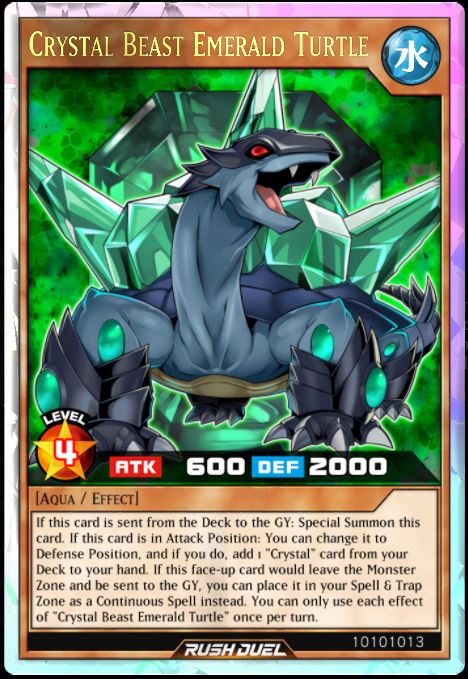 Crystal Beast Emerald Turtle
水
LEVEL
4
ATK 600 DEF 2000
[Aqua / Effect]
If this card is sent from the Deck to the GY: Special Summon this
card. If this card is in Attack Position: You can change it to
Defense Position, and if you do, add 1 "Crystal" card from your
Deck to your hand. If this face-up card would leave the Monster
Zone and be sent to the GY, you can place it in your Spell & Trap
Zone as a Continuous Spell instead. You can only use each effect
of "Crystal Beast Emerald Turtle" once per turn.
10101013
RUSH DUEL